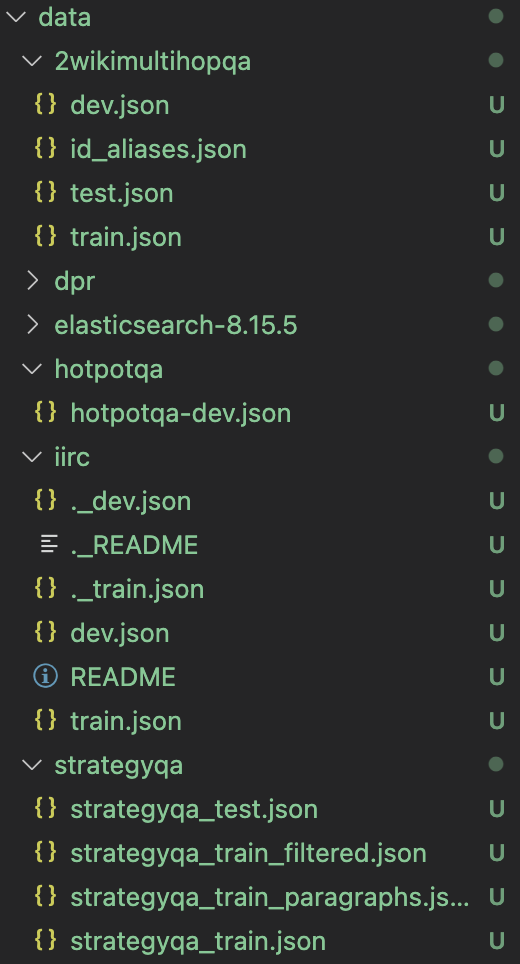 data
2wikimultihopqa
{} dev.json U
{} id_aliases.json U
{} test.json U
{} train.json U
dpr
elasticsearch-8.15.5
hotpotqa
{} hotpotqa-dev.json U
iirc
{} ._dev.json U
._README U
{} ._train.json U
{} dev.json U
README U
{} train.json U
strategyqa
{} strategyqa_test.json U
{} strategyqa_train_filtered.json U
{} strategyqa_train_paragraphs.js... U
{} strategyqa_train.json U